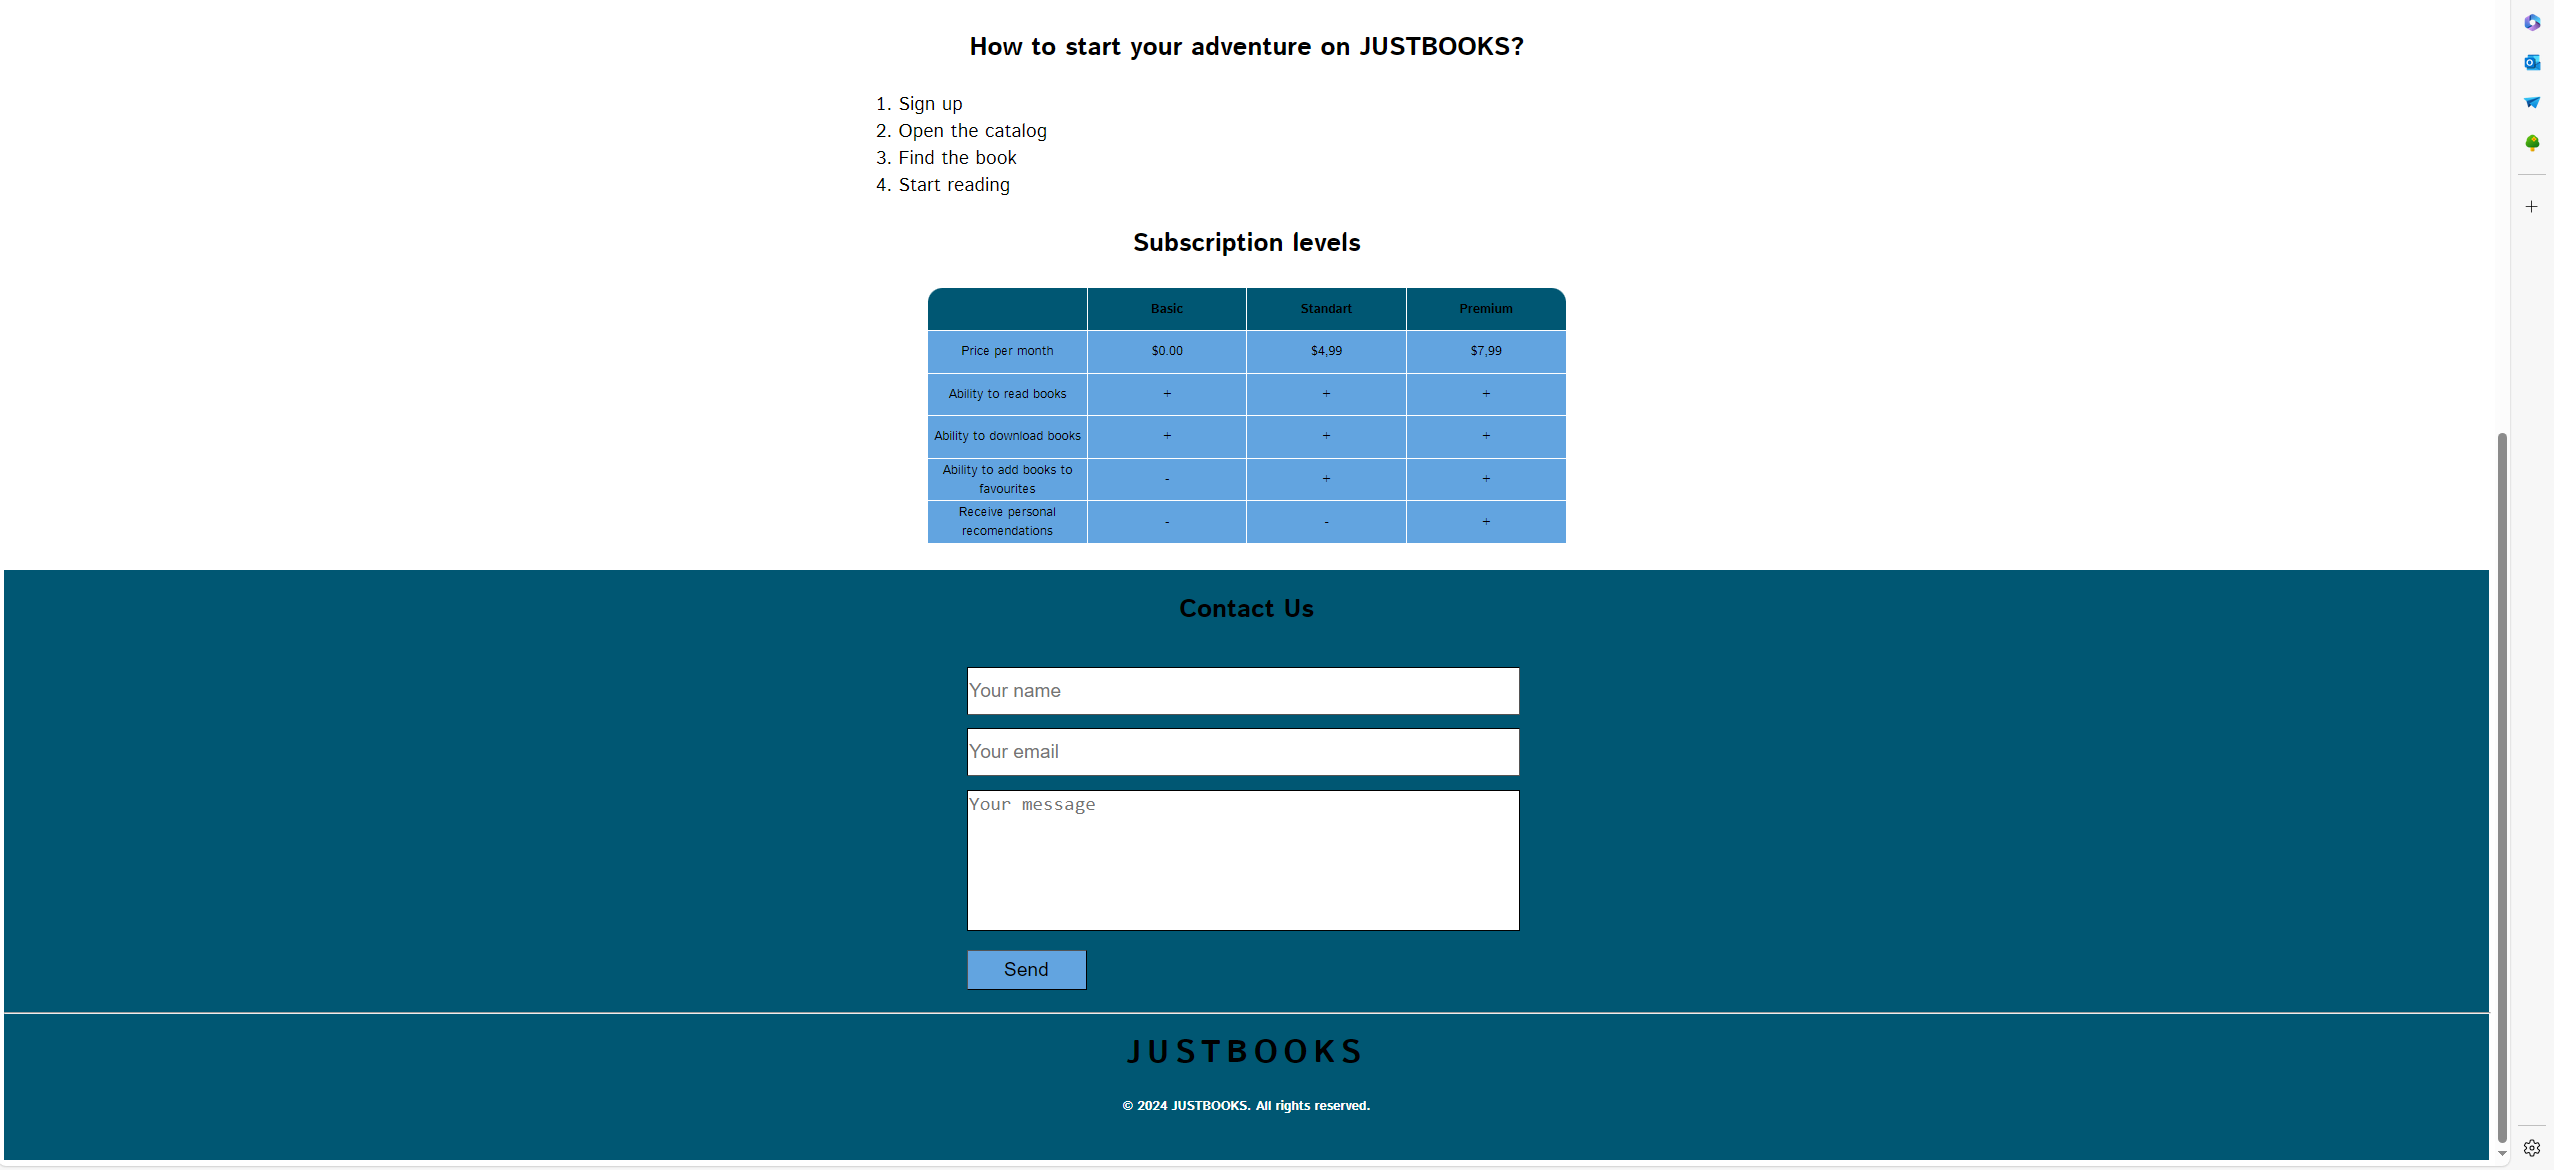 How to start your adventure on JUSTBOOKS?
1. Sign up
2. Open the catalog
3. Find the book
4. Start reading
Subscription levels
Basic Standart Premium
Price per month $0.00 $4,99 $7,99
Ability to read books + + +
Ability to download books + + +
Ability to add books to
favourites - + +
Receive personal
recomendations - - +
Contact Us
Your name
Your email
Your message
Send
JUSTBOOKS
© 2024 JUSTBOOKS. All rights reserved.